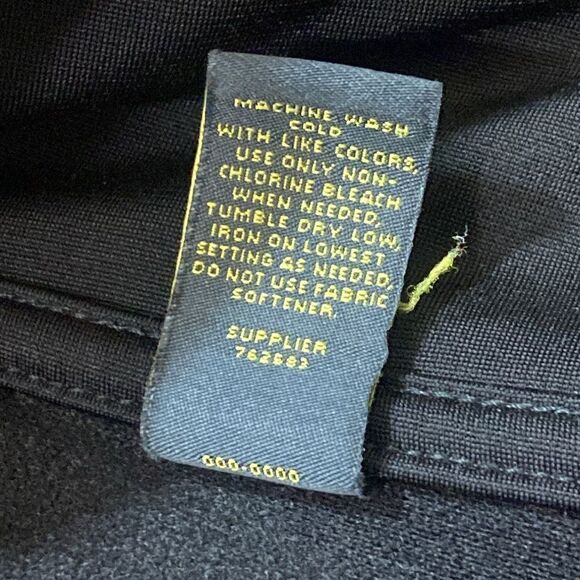 MACHINE WASH
COLD
WITH LIKE COLORS,
USE ONLY NON-
CHLORINE BLEACH
WHEN NEEDED,
TUMBLE DRY LOW,
IRON ON LOWEST
SETTING AS NEEDED,
DO NOT USE FABRIC
SOFTENER,
SUPPLIER
762682
000-0000